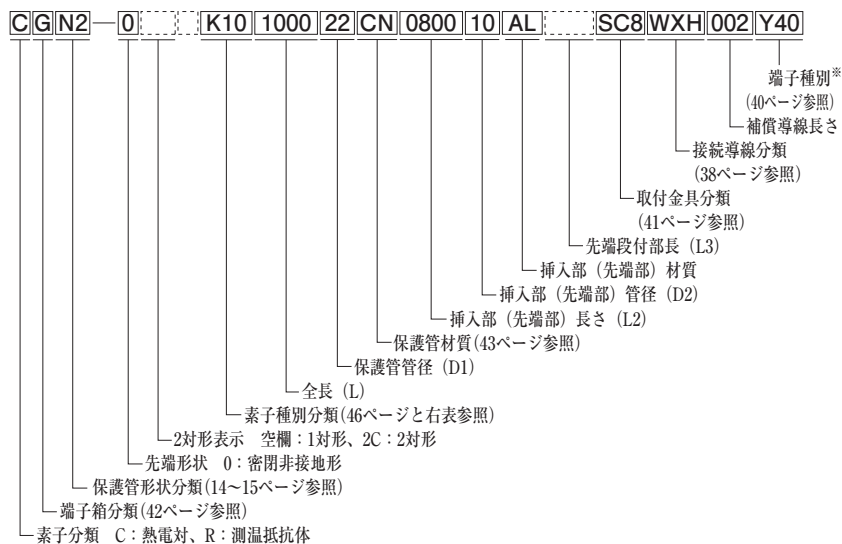 CGN2—0 K10 1000 22 CN 0800 10 AL SC8 WXH 002 Y40
端子種別※
(40ページ参照)
補償導線長さ
接続導線分類
(38ページ参照)
取付金具分類
(41ページ参照)
先端段付部長 (L3)
挿入部 (先端部) 材質
挿入部 (先端部) 管径 (D2)
挿入部 (先端部) 長さ (L2)
保護管材質(43ページ参照)
保護管管径 (D1)
全長 (L)
素子種別分類(46ページと右表参照)
2対形表示 空欄:1対形、2C:2対形
先端形状 0:密閉非接地形
保護管形状分類(14~15ページ参照)
端子箱分類(42ページ参照)
素子分類 C:熱電対、R:測温抵抗体